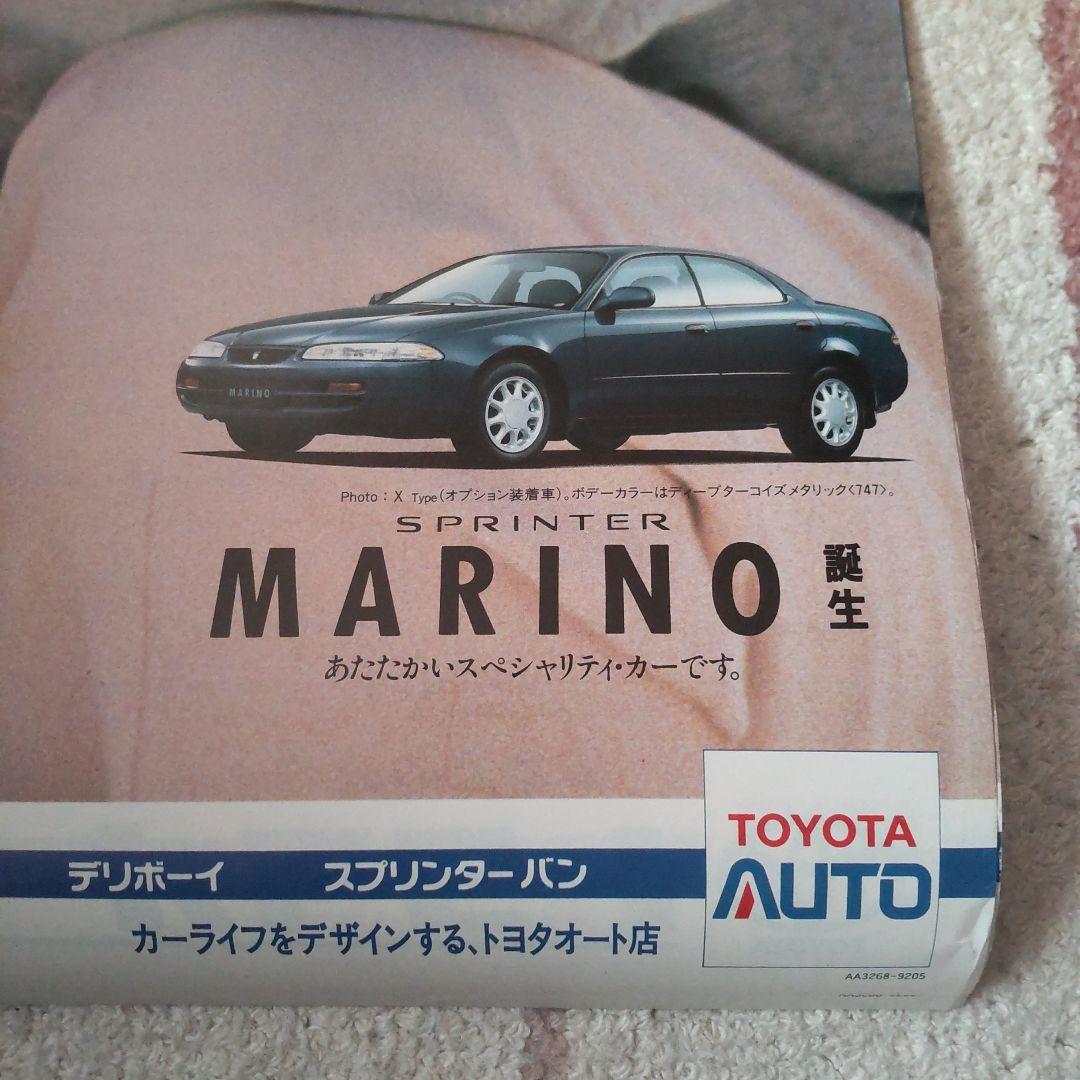 MARINO
Photo : X Type(オプション装着車)。ボデーカラーはディープターコイズメタリック〈747〉。
SPRINTER
MARINO 誕生
あたたかいスペシャリティ・カーです。
デリボーイ スプリンターバン
カーライフをデザインする、トヨタオート店
TOYOTA
AUTO
AA3268-9205